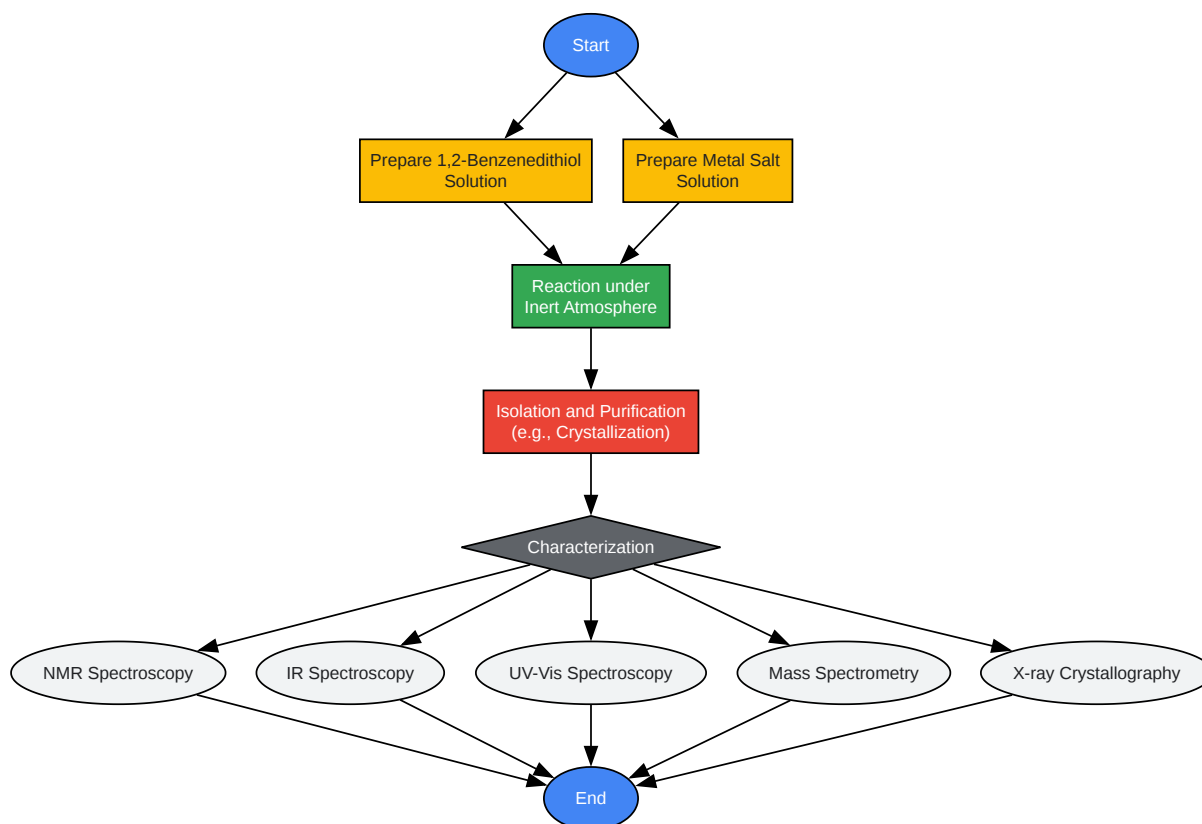 Start
Prepare 1,2-Benzenedithiol
Solution
Prepare Metal Salt
Solution
Reaction under
Inert Atmosphere
Isolation and Purification
(e.g., Crystallization)
Characterization
NMR Spectroscopy
IR Spectroscopy
UV-Vis Spectroscopy
Mass Spectrometry
X-ray Crystallography
End